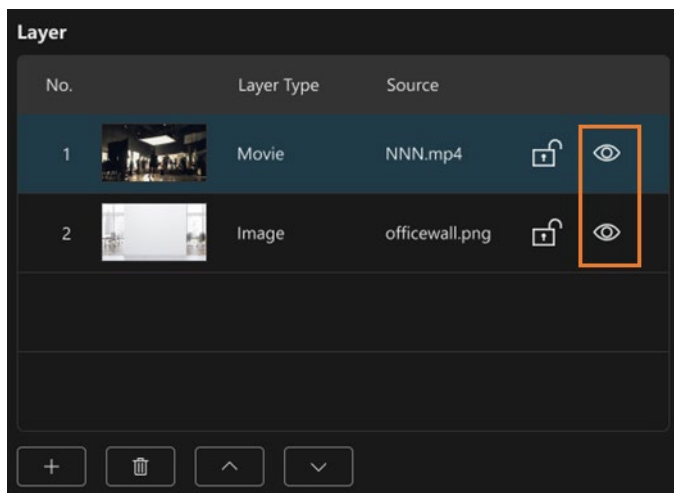 Layer
No. Layer Type Source
1 Movie NNN.mp4
2 Image officewall.png